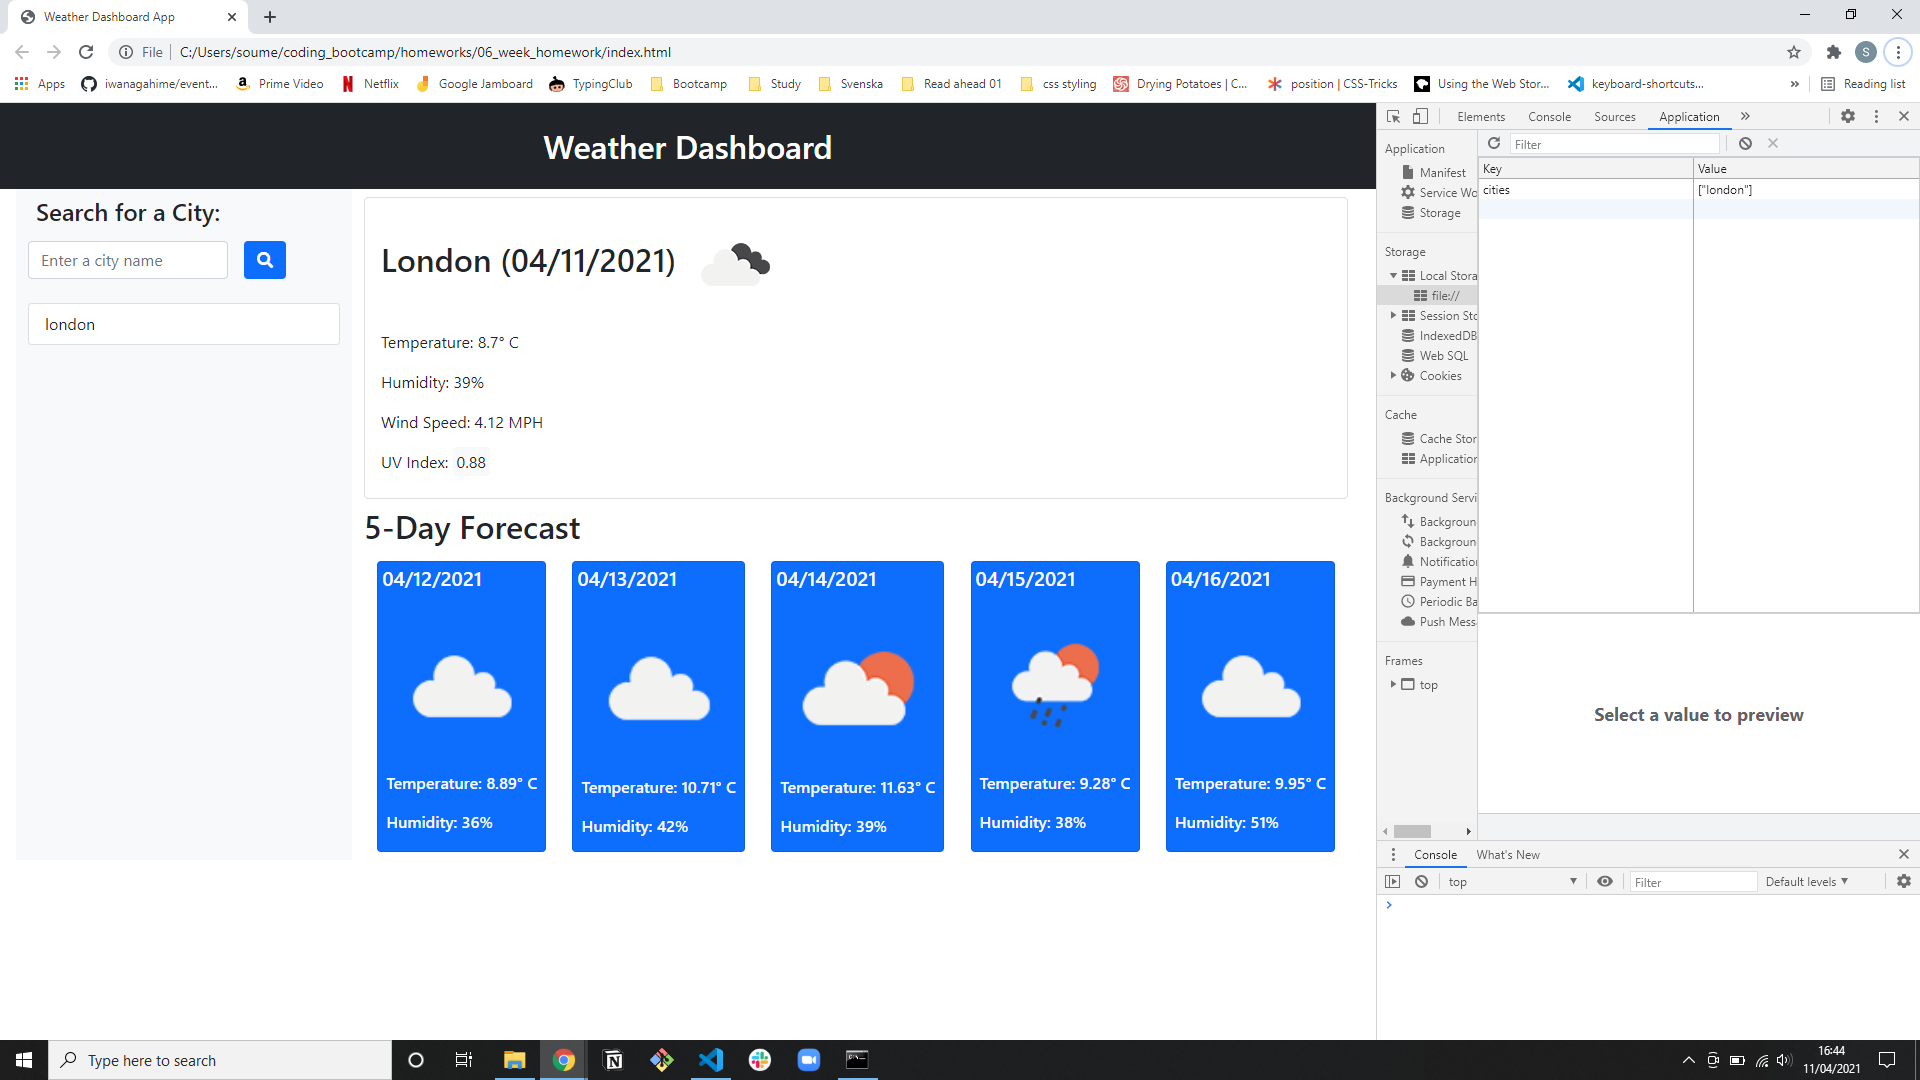 Weather Dashboard App
File C:/Users/soume/coding_bootcamp/homeworks/06_week_homework/index.html
S
Apps iwanagahime/event... Prime Video Netflix Google Jamboard TypingClub Bootcamp Study Svenska Read ahead 01 css styling Drying Potatoes | C... position | CSS-Tricks Using the Web Stor... keyboard-shortcuts... » Reading list
Weather Dashboard
Search for a City:
Enter a city name
london
London (04/11/2021)
Temperature: 8.7° C
Humidity: 39%
Wind Speed: 4.12 MPH
UV Index: 0.88
5-Day Forecast
04/12/2021
Temperature: 8.89° C
Humidity: 36%
04/13/2021
Temperature: 10.71° C
Humidity: 42%
04/14/2021
Temperature: 11.63° C
Humidity: 39%
04/15/2021
Temperature: 9.28° C
Humidity: 38%
04/16/2021
Temperature: 9.95° C
Humidity: 51%
Elements Console Sources Application »
Application
Manifest
Service Wo
Storage
Storage
Local Stora
file://
Session Sto
IndexedDB
Web SQL
Cookies
Cache
Cache Stor
Application
Background Servi
Backgroun
Backgroun
Notification
Payment H
Periodic Ba
Push Mess
Frames
top
Filter
Key Value
cities ["london"]
Select a value to preview
Console What's New
top Filter Default levels
Type here to search
16:44
11/04/2021